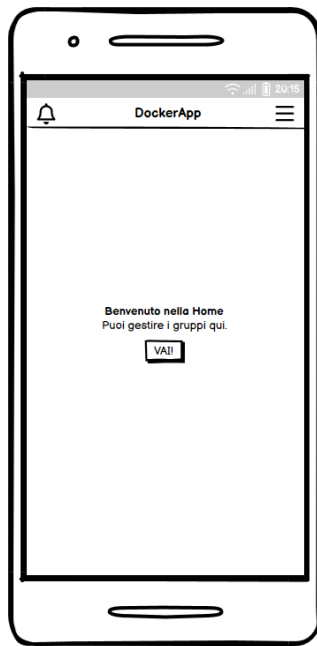 20:15
DockerApp
Benvenuto nella Home
Puoi gestire i gruppi qui.
VAI!